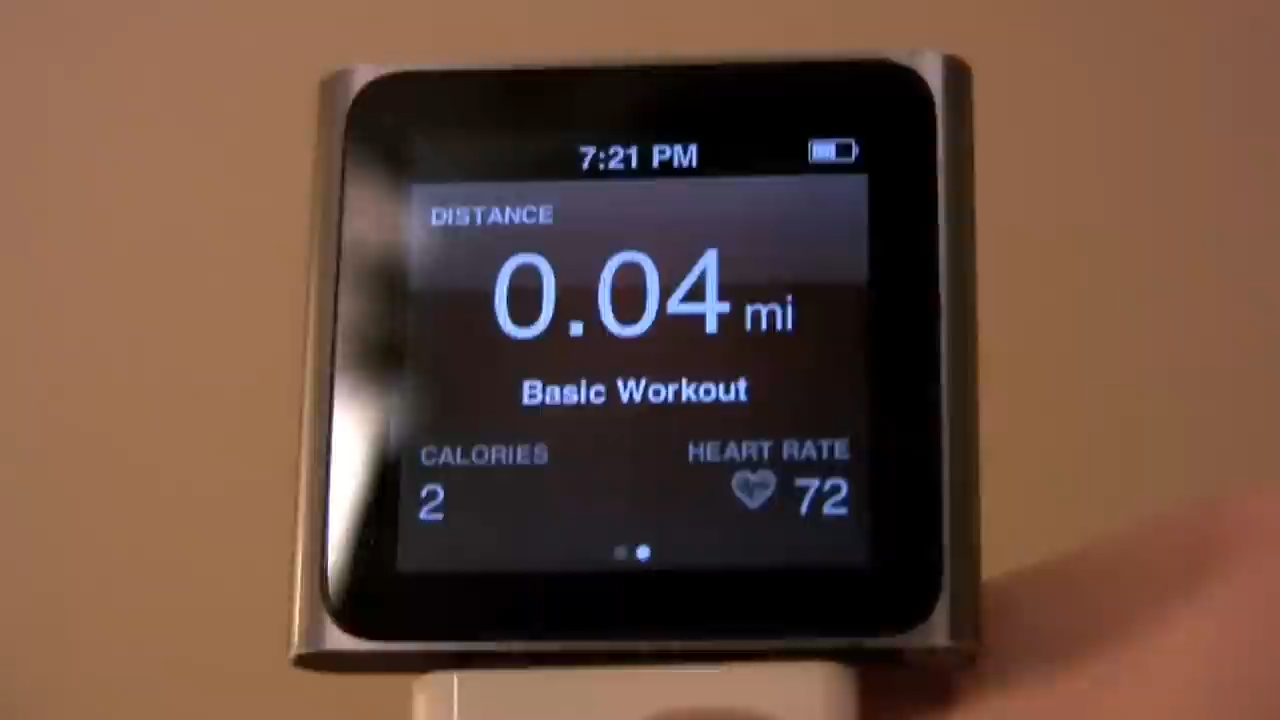 7:21 PM
DISTANCE
0.04 mi
Basic Workout
CALORIES HEART RATE
2 72